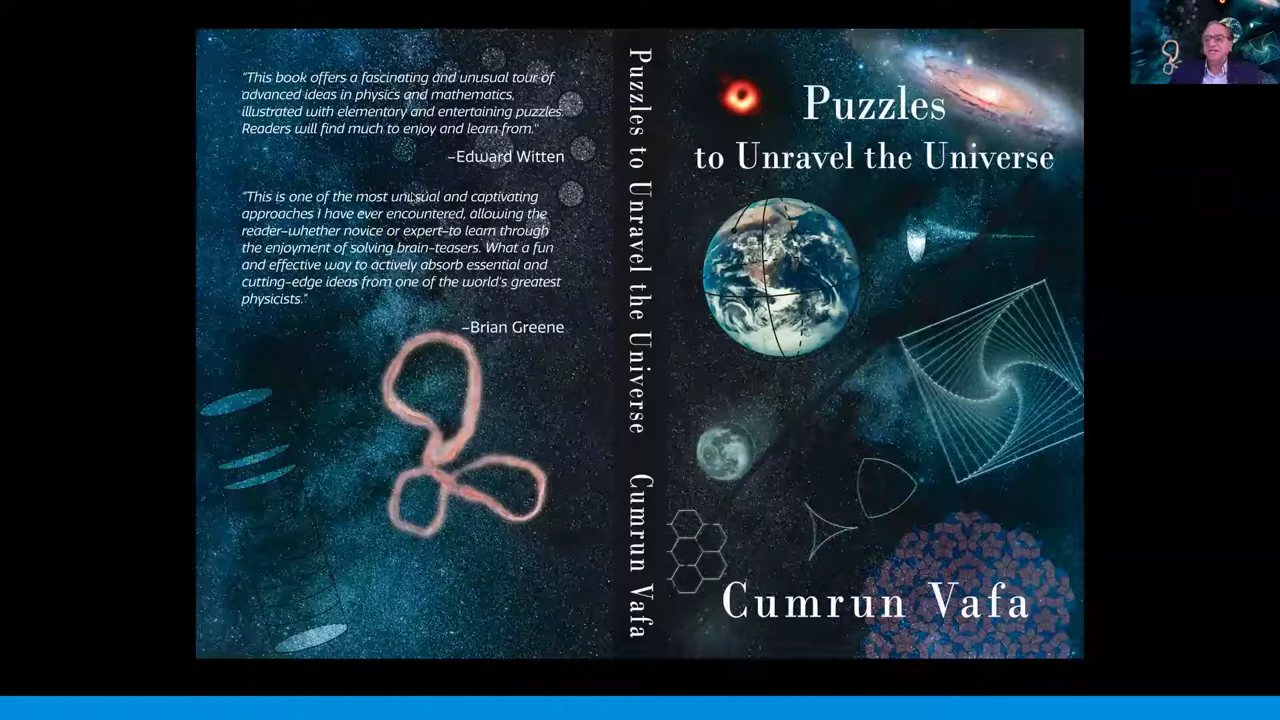 "This book offers a fascinating and unusual tour of
advanced ideas in physics and mathematics,
illustrated with elementary and entertaining puzzles.
Readers will find much to enjoy and learn from."
–Edward Witten
"This is one of the most unusual and captivating
approaches I have ever encountered, allowing the
reader–whether novice or expert–to learn through
the enjoyment of solving brain-teasers. What a fun
and effective way to actively absorb essential and
cutting-edge ideas from one of the world's greatest
physicists."
–Brian Greene
Puzzles to Unravel the Universe Cumrun Vafa
Puzzles
to Unravel the Universe
Cumrun Vafa